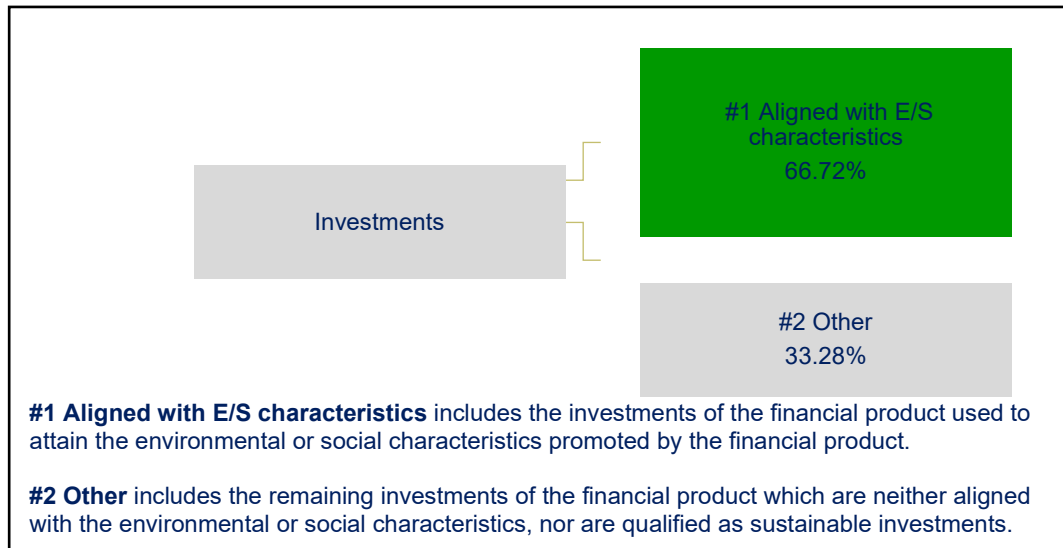 #1 Aligned with E/S
characteristics
66.72%
Investments
#2 Other
33.28%
#1 Aligned with E/S characteristics includes the investments of the financial product used to
attain the environmental or social characteristics promoted by the financial product.
#2 Other includes the remaining investments of the financial product which are neither aligned
with the environmental or social characteristics, nor are qualified as sustainable investments.